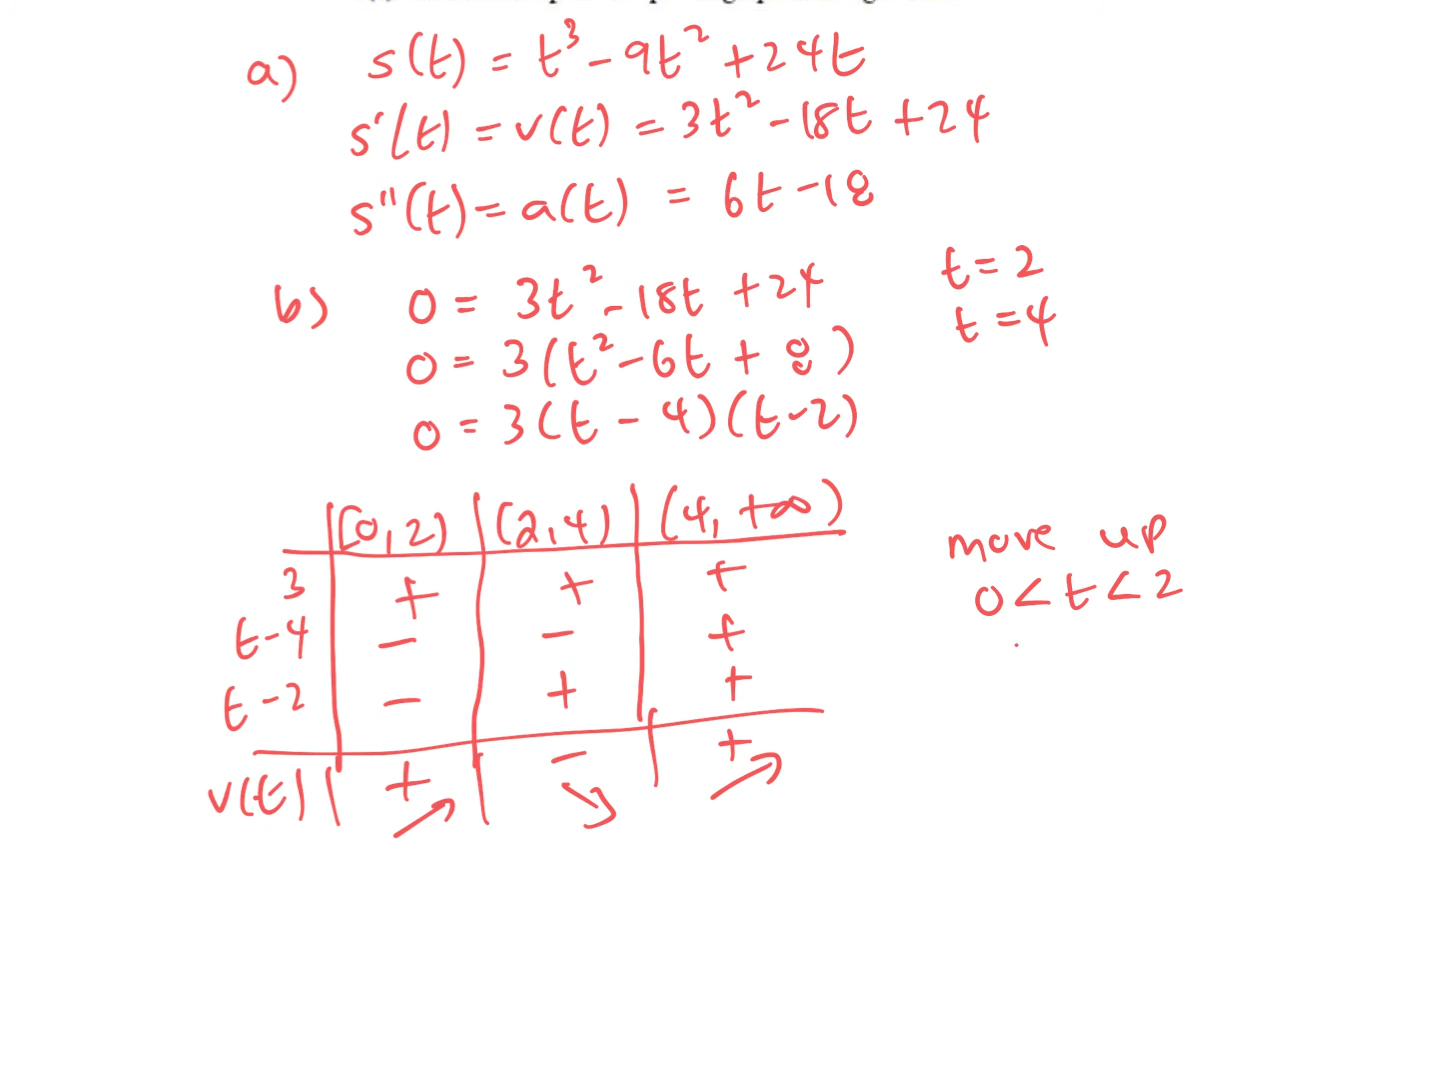 a) s(t) = t³ - 9t² + 24t
s'(t) = v(t) = 3t² - 18t + 24
s"(t) = a(t) = 6t - 18
b) 0 = 3t² - 18t + 24
t = 2
0 = 3(t² - 6t + 8)
t = 4
0 = 3(t - 4)(t - 2)
[0,2) (2,4) (4, +∞)
3 + + +
t-4 - - +
t-2 - + +
v(t) + - +
move up
0 < t < 2